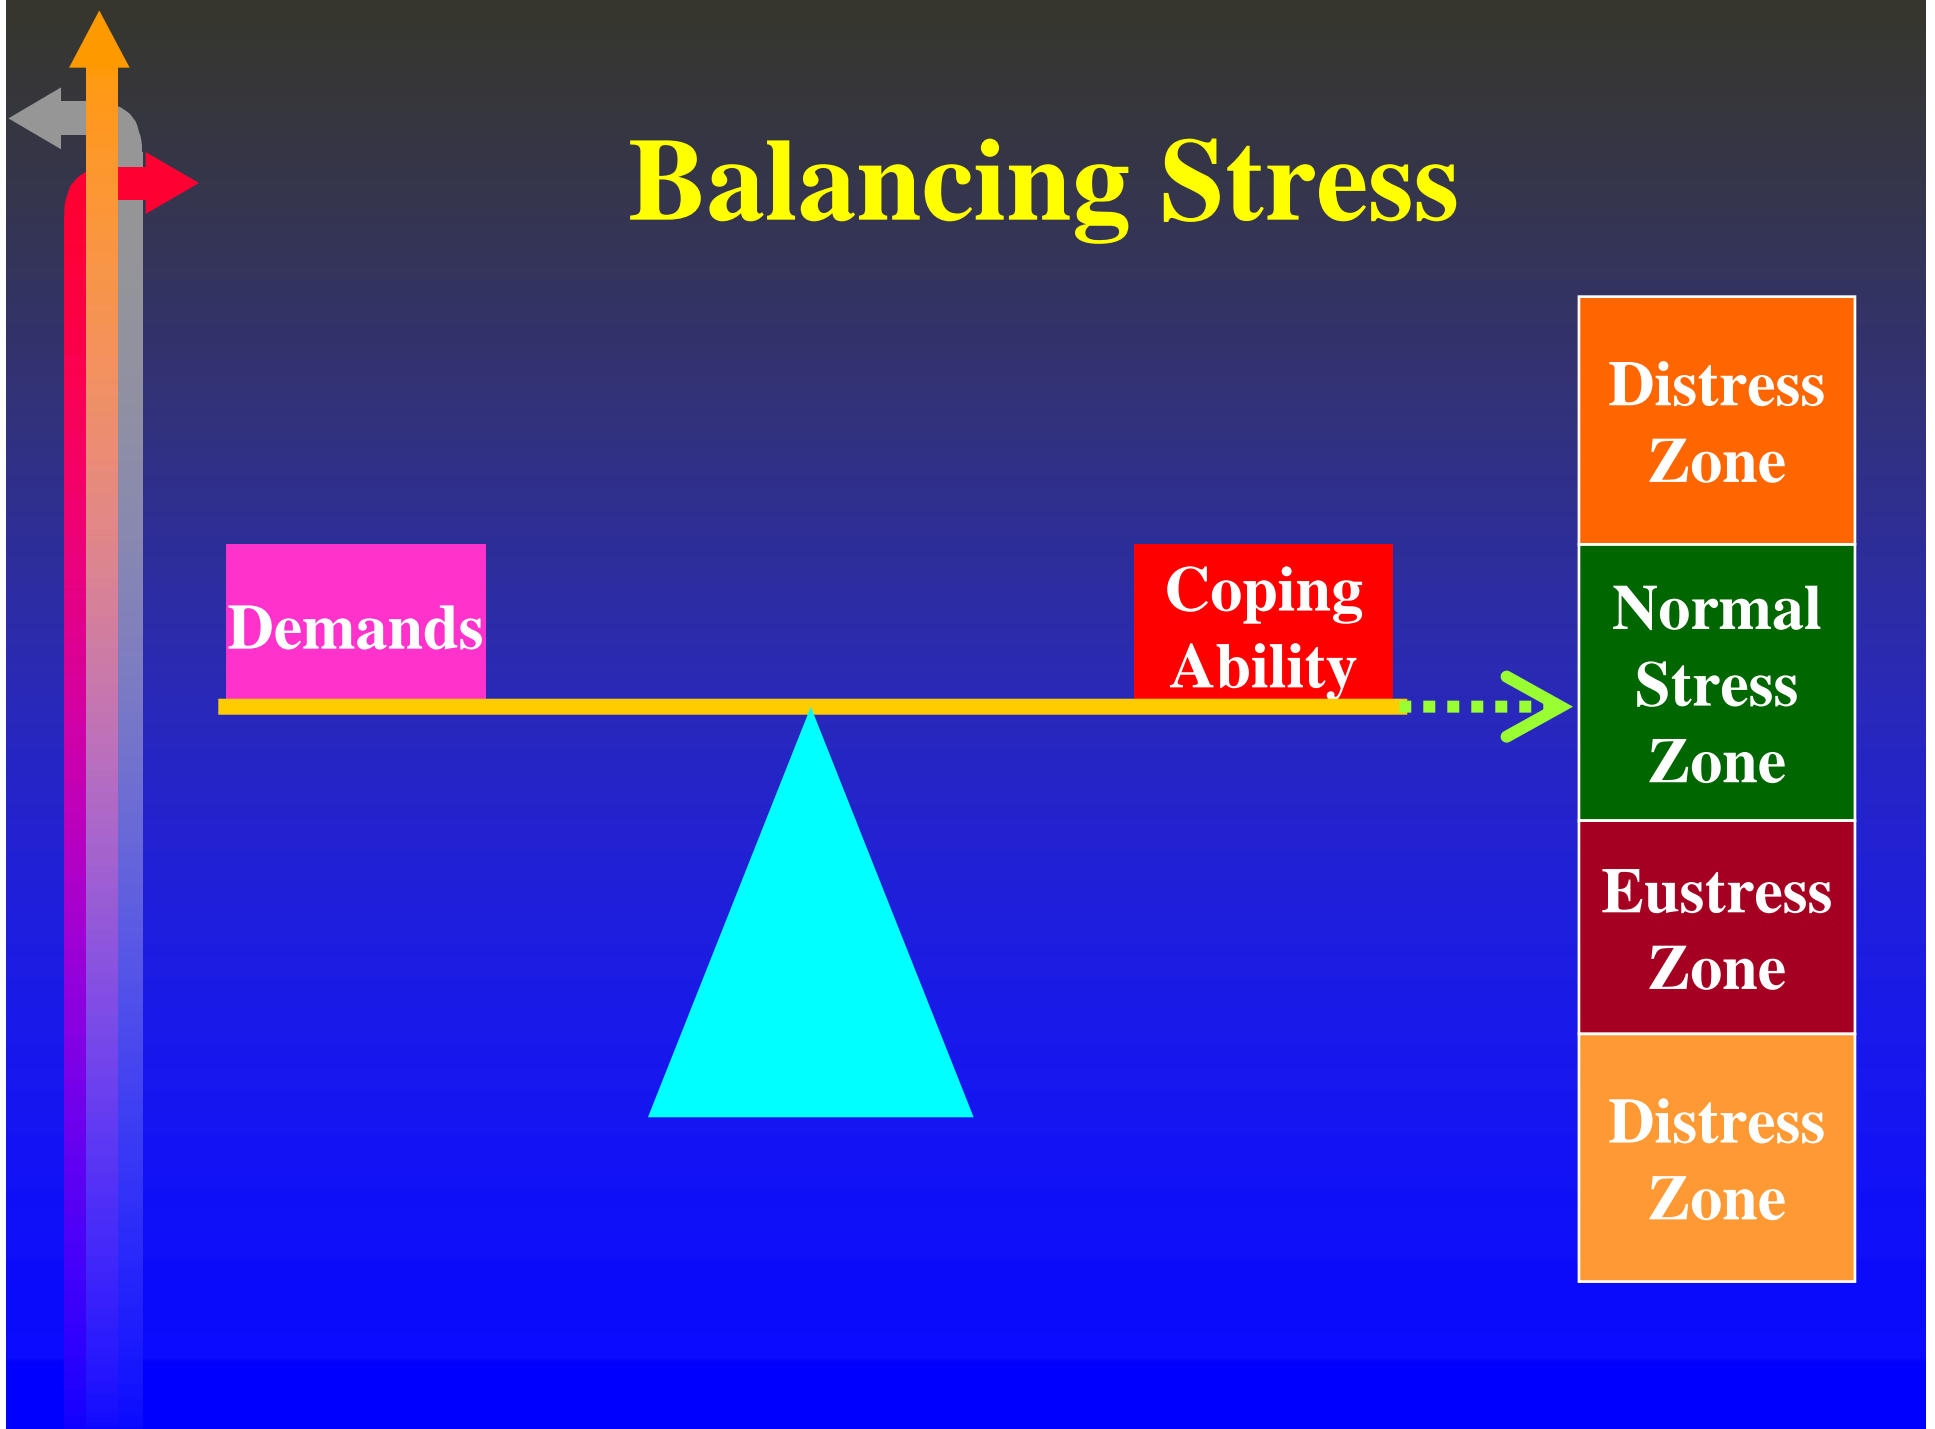 Balancing Stress
Demands
Coping
Ability
Distress
Zone
Normal
Stress
Zone
Eustress
Zone
Distress
Zone